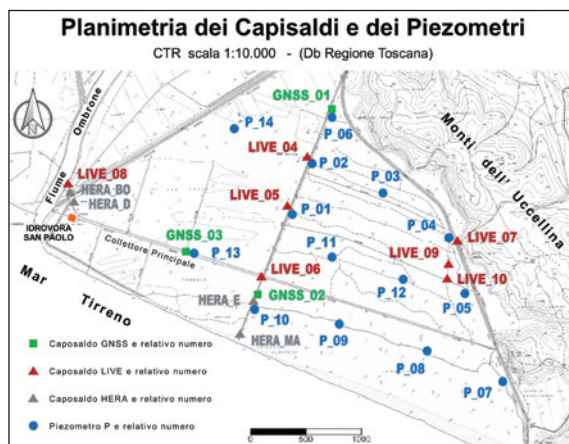 Planimetria dei Capisaldi e dei Piezometri
CTR scala 1:10.000 - (Db Regione Toscana)
GNSS_01
P_14
P_06
Fiume Ombrone
LIVE_04
P_02
Monti dell' Uccellina
LIVE_08
HERA_BO
HERA_D
P_03
LIVE_05
P_01
IDROVORA
SAN PAOLO
P_04
LIVE_07
GNSS_03
P_13
P_11
LIVE_09
Collettore Principale
LIVE_06
LIVE_10
P_12
Mar Tirreno
GNSS_02
HERA_E
P_05
P_10
P_09
HERA_MA
P_08
P_07
Caposaldo GNSS e relativo numero
Caposaldo LIVE e relativo numero
Caposaldo HERA e relativo numero
Piezometro P e relativo numero
0 500 1000